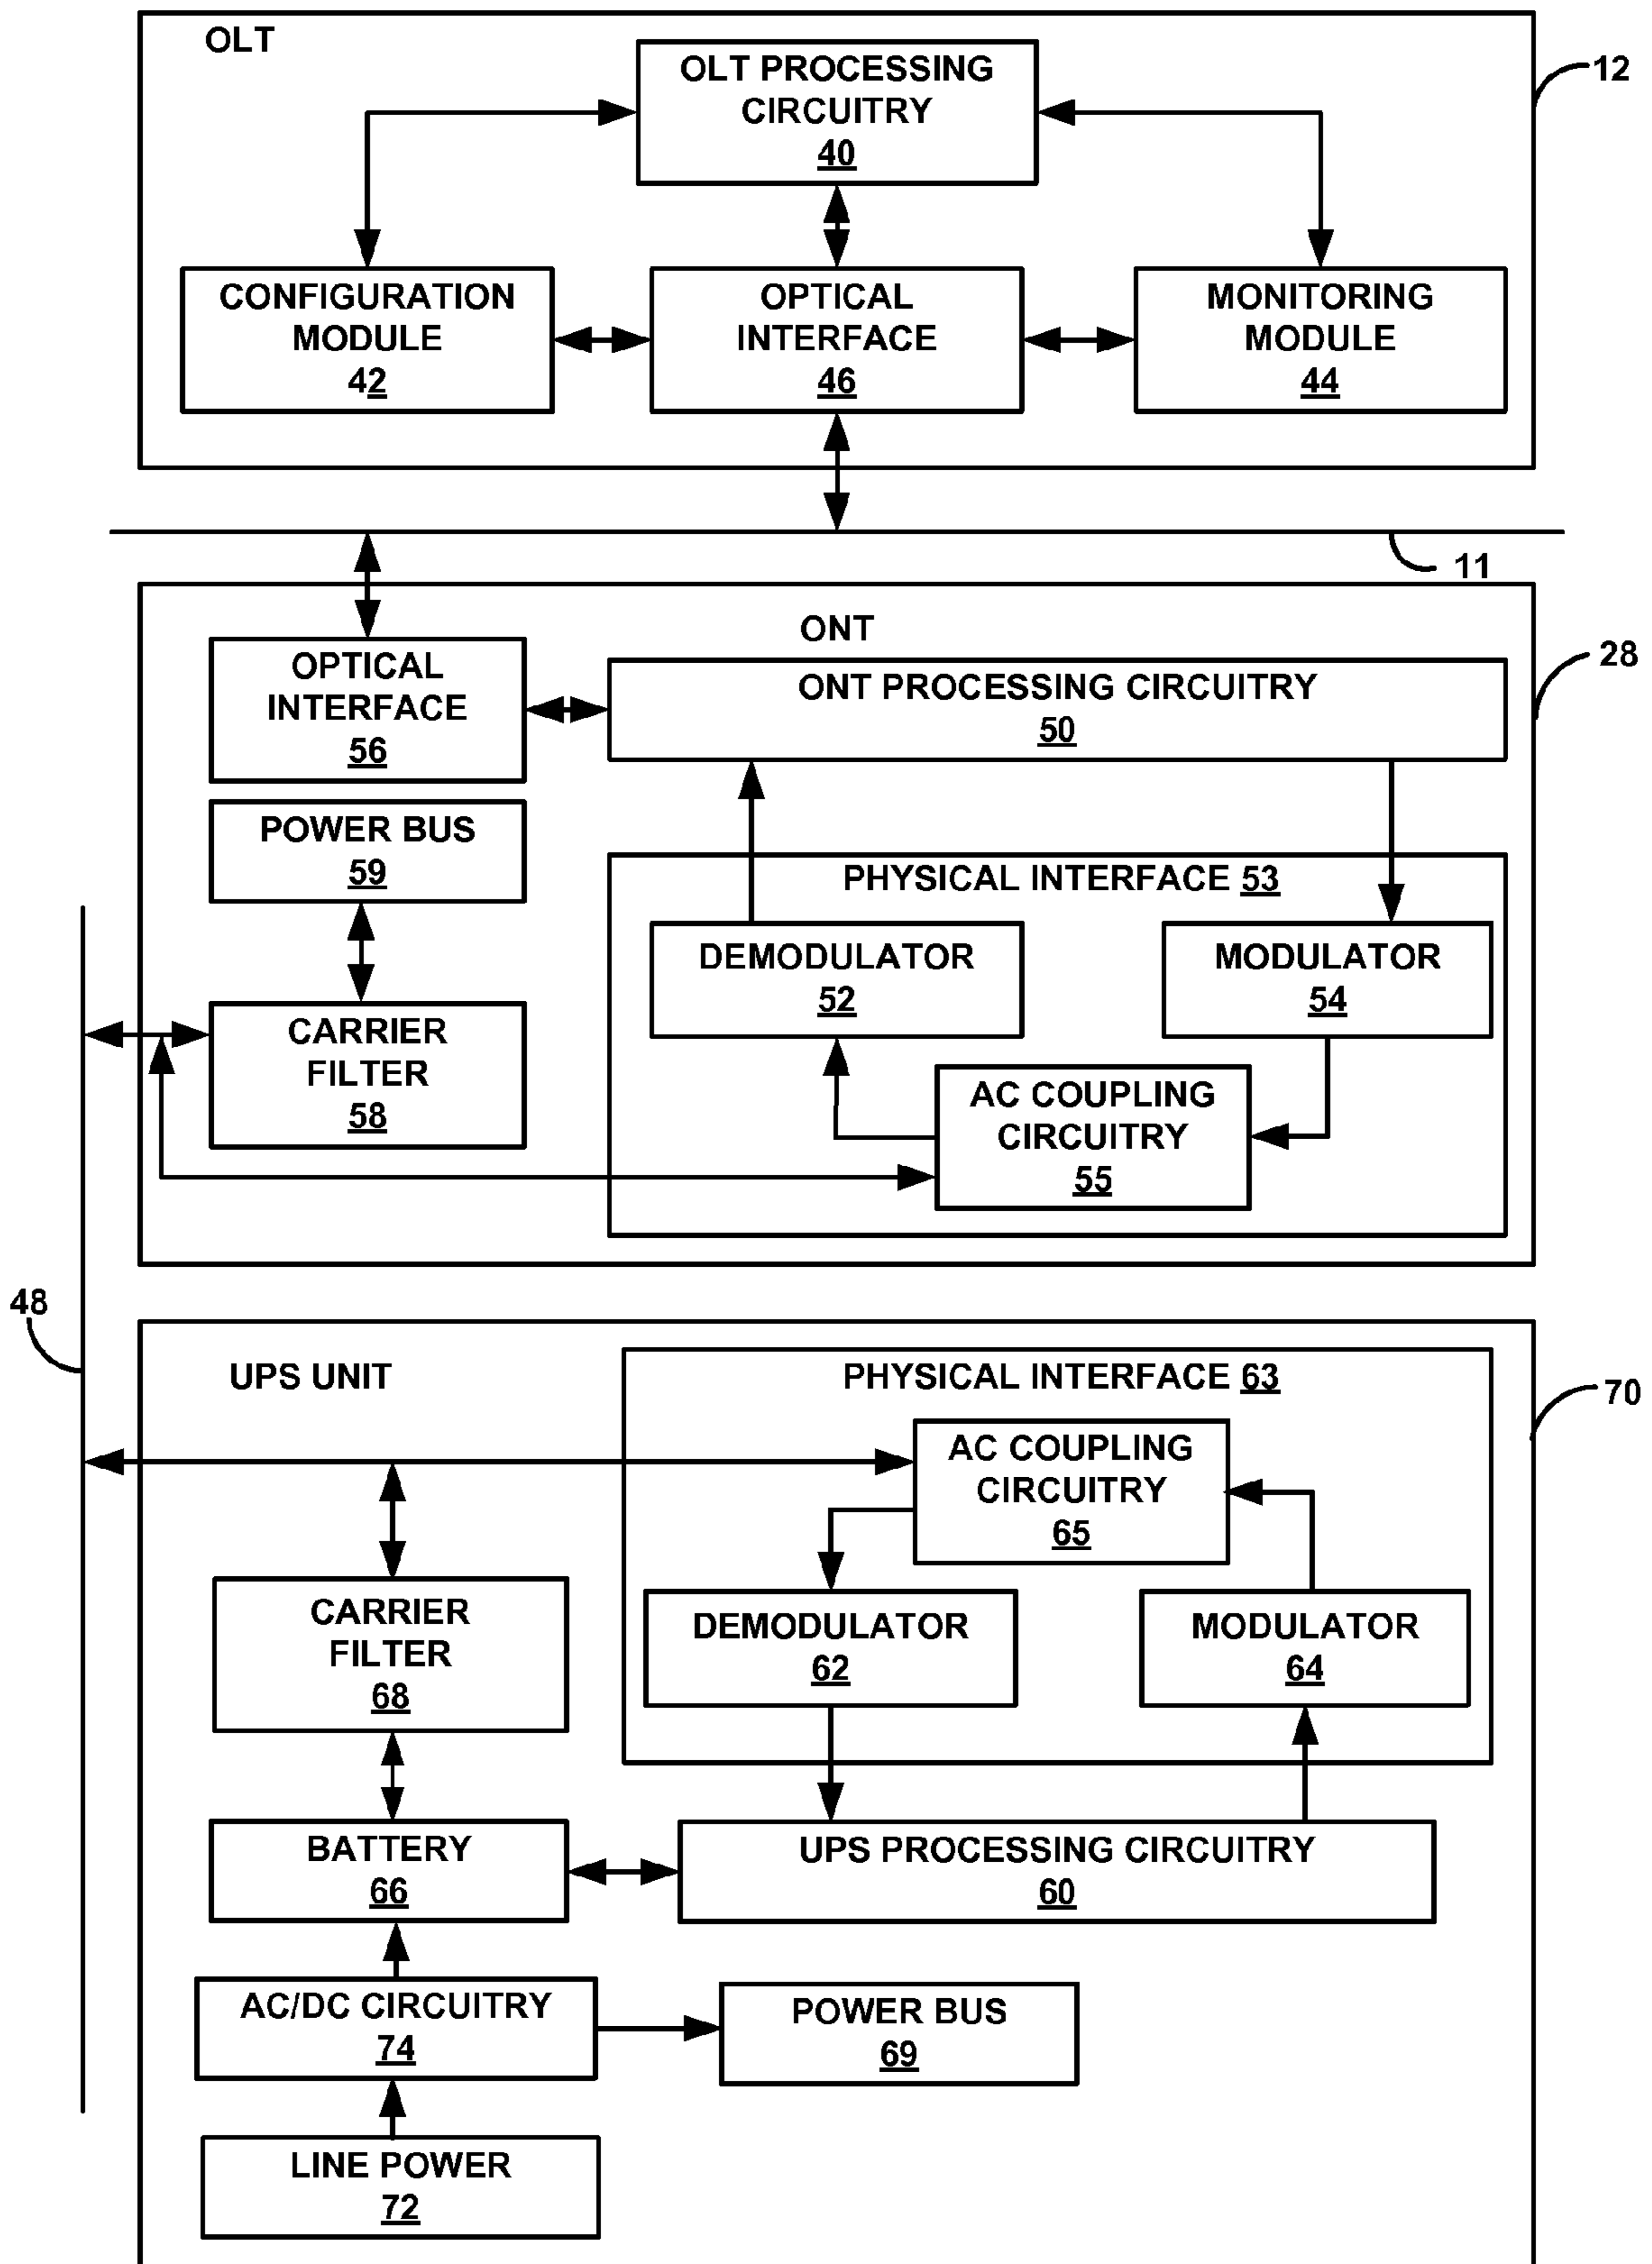 OLT
12
OLT PROCESSING
CIRCUITRY
40
CONFIGURATION
MODULE
42
OPTICAL
INTERFACE
46
MONITORING
MODULE
44
11
ONT
28
OPTICAL
INTERFACE
56
ONT PROCESSING CIRCUITRY
50
POWER BUS
59
PHYSICAL INTERFACE 53
DEMODULATOR
52
MODULATOR
54
CARRIER
FILTER
58
AC COUPLING
CIRCUITRY
55
48
UPS UNIT
PHYSICAL INTERFACE 63
70
AC COUPLING
CIRCUITRY
65
CARRIER
FILTER
68
DEMODULATOR
62
MODULATOR
64
BATTERY
66
UPS PROCESSING CIRCUITRY
60
AC/DC CIRCUITRY
74
POWER BUS
69
LINE POWER
72